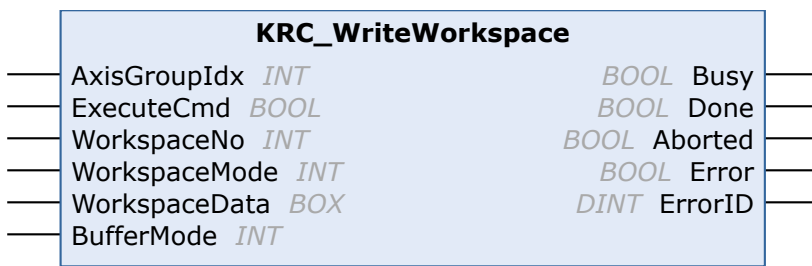 KRC_WriteWorkspace
AxisGroupIdx INT BOOL Busy
ExecuteCmd BOOL BOOL Done
WorkspaceNo INT BOOL Aborted
WorkspaceMode INT BOOL Error
WorkspaceData BOX DINT ErrorID
BufferMode INT